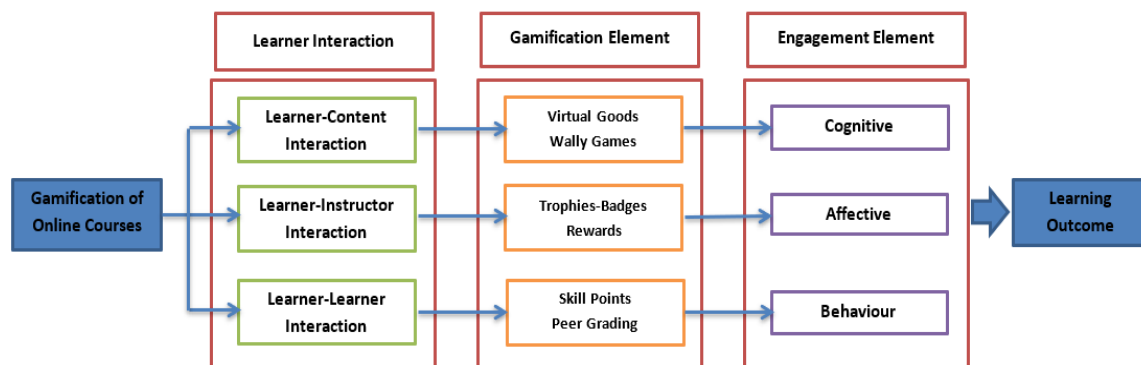 Learner Interaction
Gamification Element
Engagement Element
Gamification of
Online Courses
Learner-Content
Interaction
Virtual Goods
Wally Games
Cognitive
Learner-Instructor
Interaction
Trophies-Badges
Rewards
Affective
Learner-Learner
Interaction
Skill Points
Peer Grading
Behaviour
Learning
Outcome